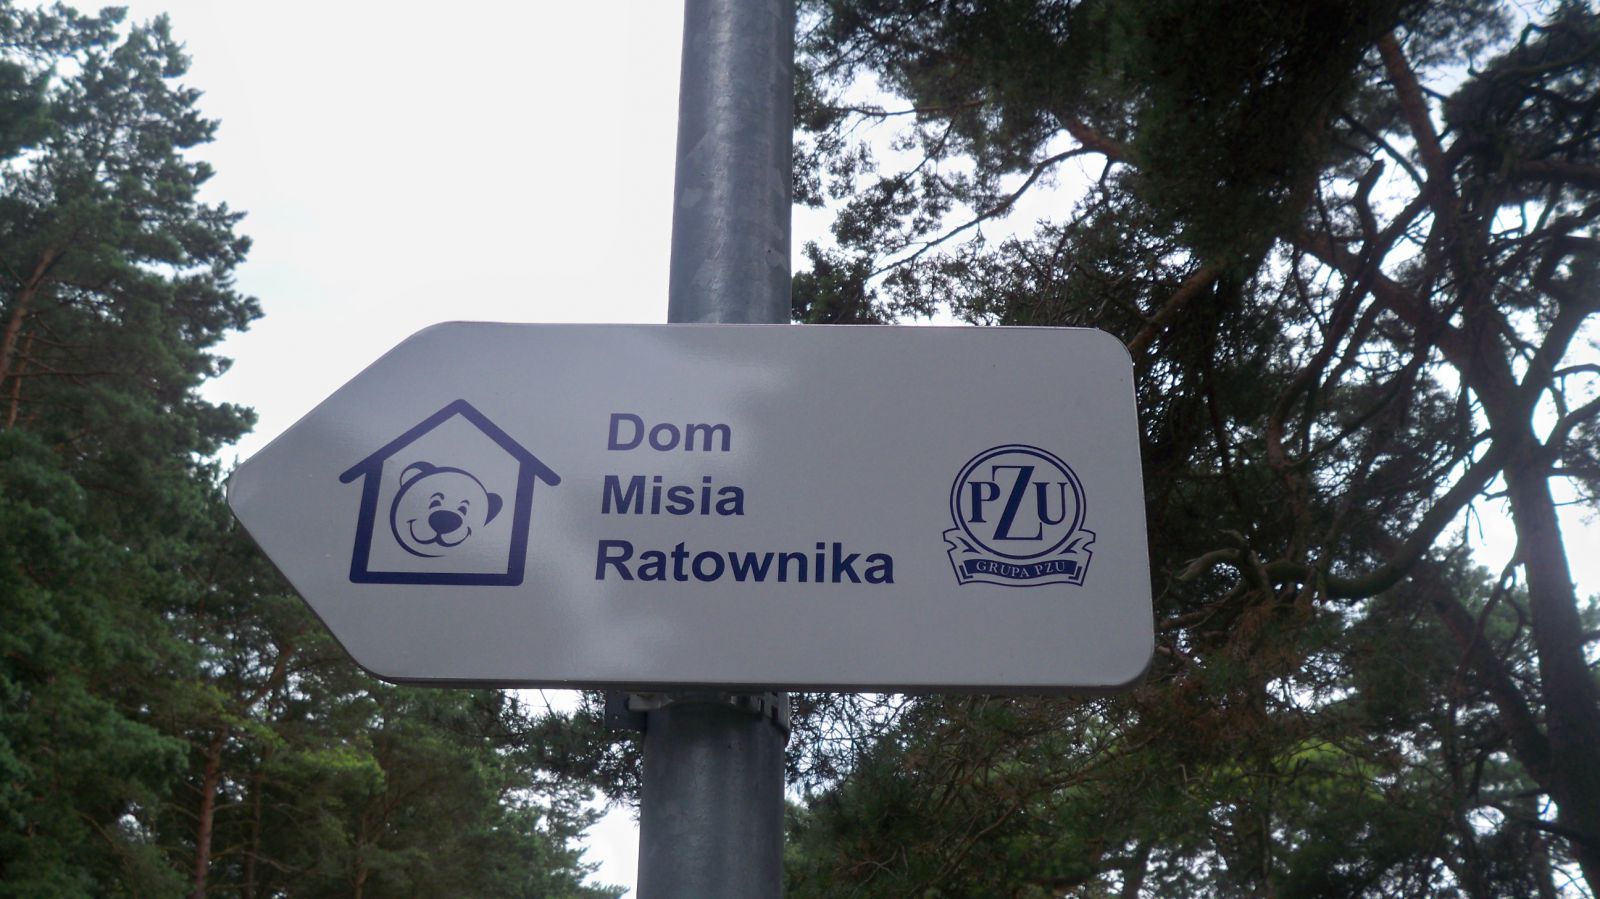 Dom
Misia
Ratownika
PZU
GRUPA PZU